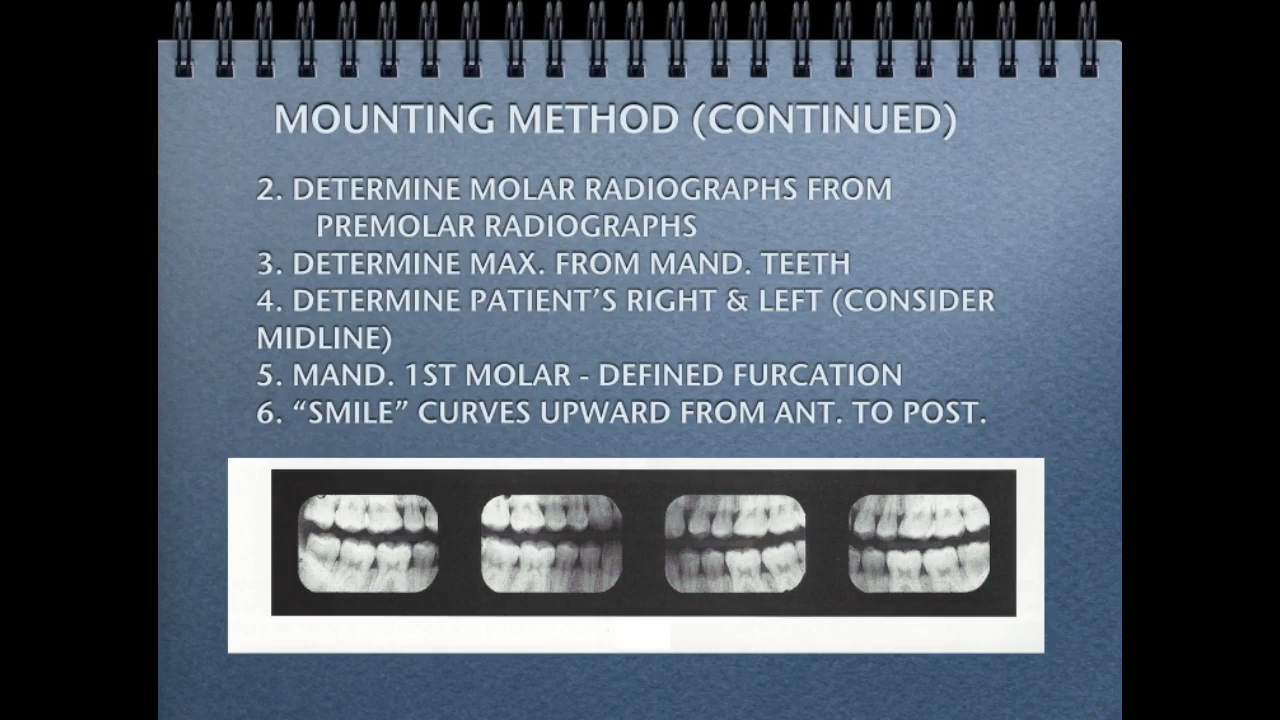 MOUNTING METHOD (CONTINUED)
2. DETERMINE MOLAR RADIOGRAPHS FROM
PREMOLAR RADIOGRAPHS
3. DETERMINE MAX. FROM MAND. TEETH
4. DETERMINE PATIENT’S RIGHT & LEFT (CONSIDER
MIDLINE)
5. MAND. 1ST MOLAR - DEFINED FURCATION
6. “SMILE” CURVES UPWARD FROM ANT. TO POST.